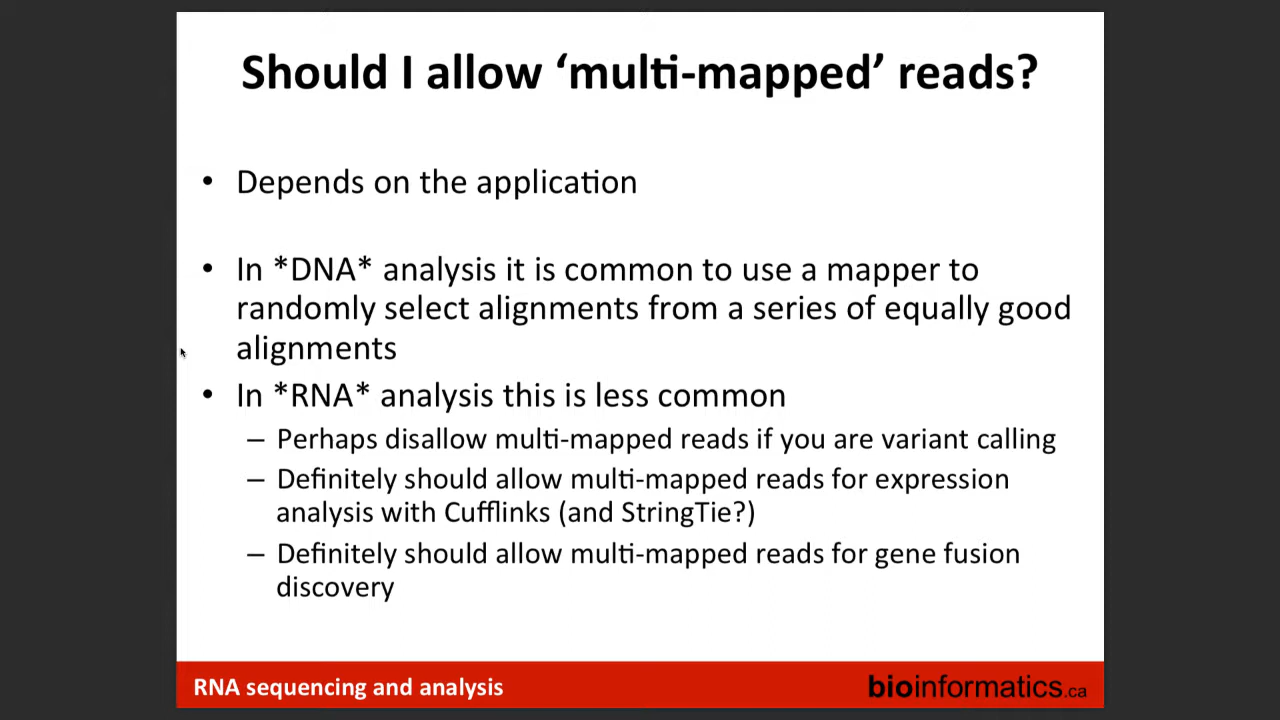 Should I allow ‘multi-mapped’ reads?
• Depends on the application
• In *DNA* analysis it is common to use a mapper to
randomly select alignments from a series of equally good
alignments
• In *RNA* analysis this is less common
– Perhaps disallow multi-mapped reads if you are variant calling
– Definitely should allow multi-mapped reads for expression
analysis with Cufflinks (and StringTie?)
– Definitely should allow multi-mapped reads for gene fusion
discovery
RNA sequencing and analysis
bioinformatics.ca